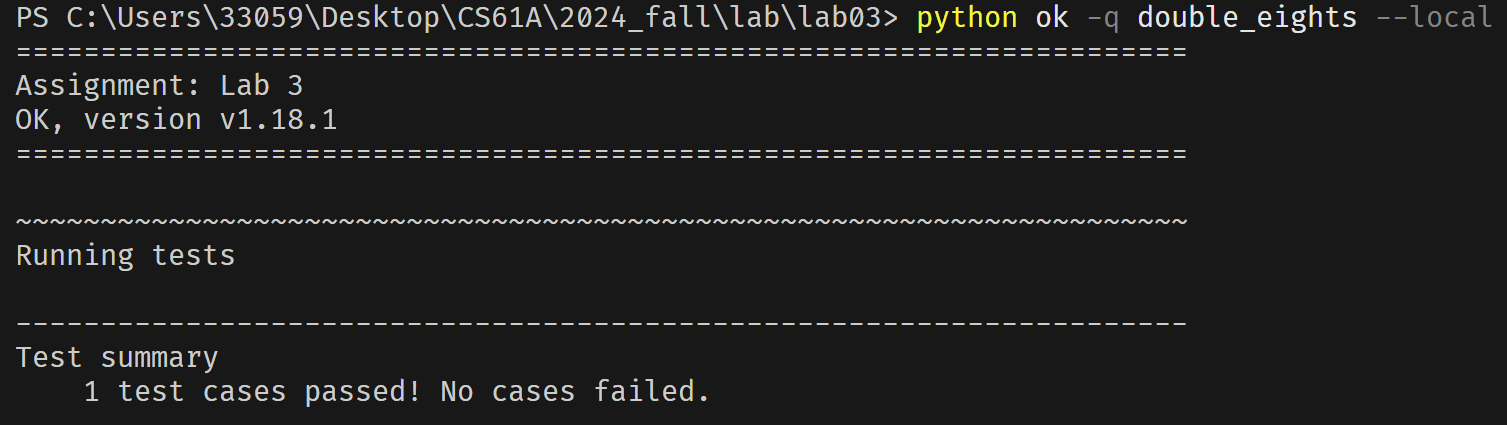 PS C:\Users\33059\Desktop\CS61A\2024_fall\lab\lab03> python ok -q double_eights --local
=====================================================================
Assignment: Lab 3
OK, version v1.18.1
=====================================================================
~~~~~~~~~~~~~~~~~~~~~~~~~~~~~~~~~~~~~~~~~~~~~~~~~~~~~~~~~~~~~~~~~~~~~
Running tests
---------------------------------------------------------------------
Test summary
    1 test cases passed! No cases failed.